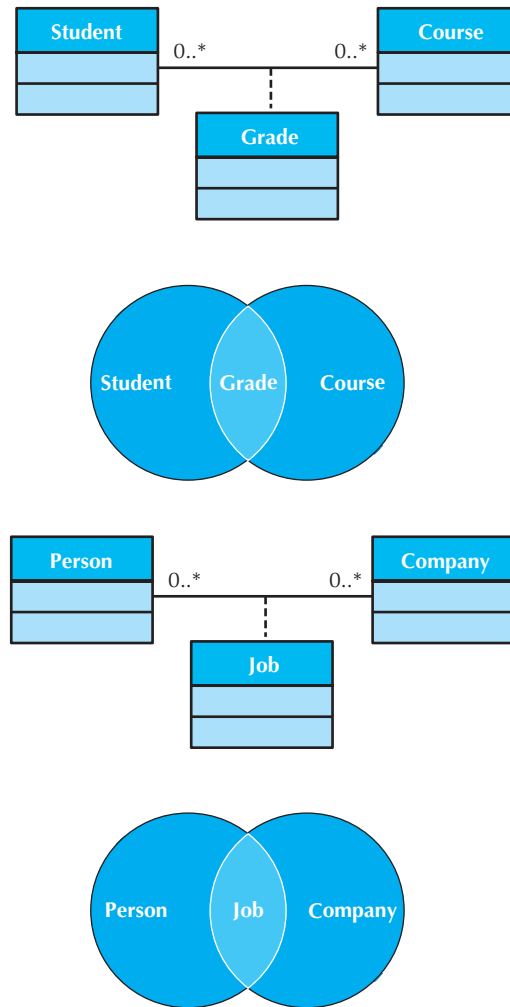 Student
Course
0..*
0..*
Grade
Student
Grade
Course
Person
Company
0..*
0..*
Job
Person
Job
Company